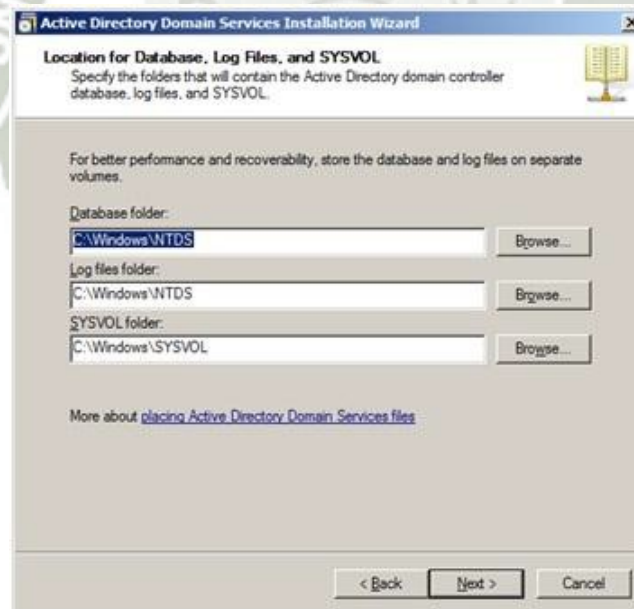 Active Directory Domain Services Installation Wizard
Location for Database, Log Files, and SYSVOL
Specify the folders that will contain the Active Directory domain controller
database, log files, and SYSVOL.
For better performance and recoverability, store the database and log files on separate
volumes.
Database folder:
C:\Windows\NTDS
Browse...
Log files folder:
C:\Windows\NTDS
Browse...
SYSVOL folder:
C:\Windows\SYSVOL
Browse...
More about placing Active Directory Domain Services files
< Back
Next >
Cancel